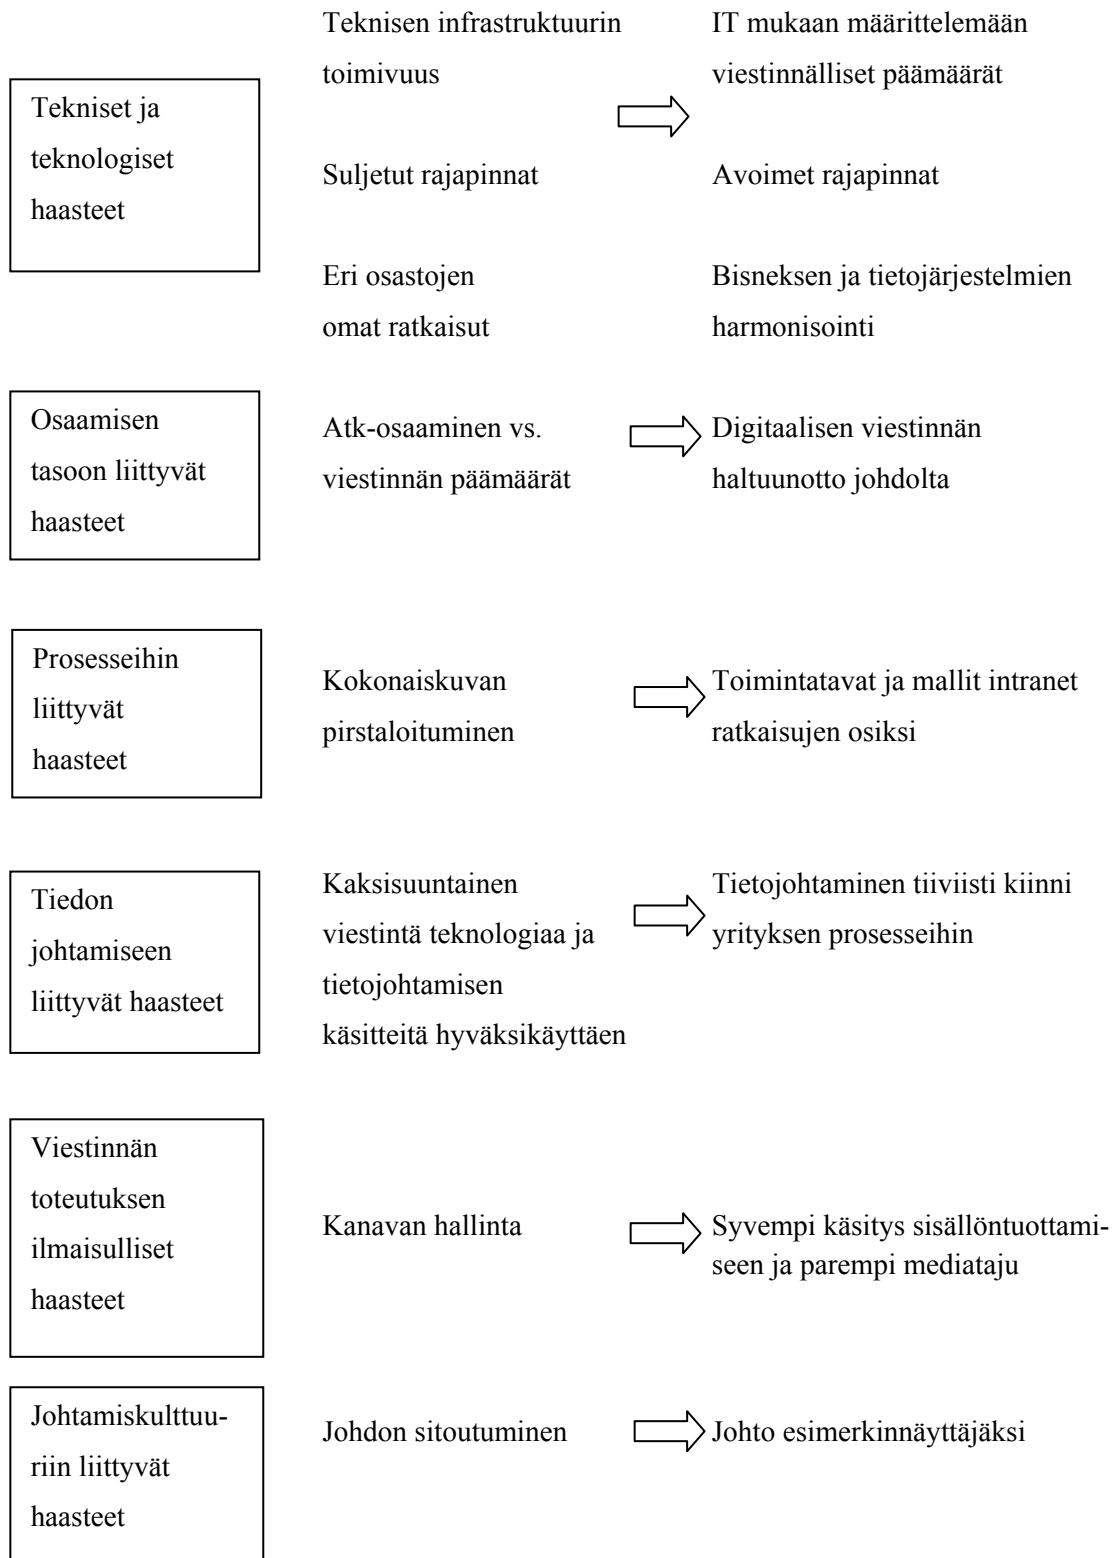 Teknisen infrastruktuurin
toimivuus
IT mukaan määrittelemään
viestinnälliset päämäärät
Tekniset ja
teknologiset
haasteet
Suljetut rajapinnat
Avoimet rajapinnat
Eri osastojen
omat ratkaisut
Bisneksen ja tietojärjestelmien
harmonisointi
Osaamisen
tasoon liittyvät
haasteet
Atk-osaaminen vs.
viestinnän päämäärät
Digitaalisen viestinnän
haltuunotto johdolta
Prosesseihin
liittyvät
haasteet
Kokonaiskuvan
pirstaloituminen
Toimintatavat ja mallit intranet
ratkaisujen osiksi
Tiedon
johtamiseen
liittyvät haasteet
Kaksisuuntainen
viestintä teknologiaa ja
tietojohtamisen
käsitteitä hyväksikäyttäen
Tietojohtaminen tiiviisti kiinni
yrityksen prosesseihin
Viestinnän
toteutuksen
ilmaisulliset
haasteet
Kanavan hallinta
Syvempi käsitys sisällöntuottami-
seen ja parempi mediataju
Johtamiskulttuu-
riin liittyvät
haasteet
Johdon sitoutuminen
Johto esimerkinnäyttäjäksi